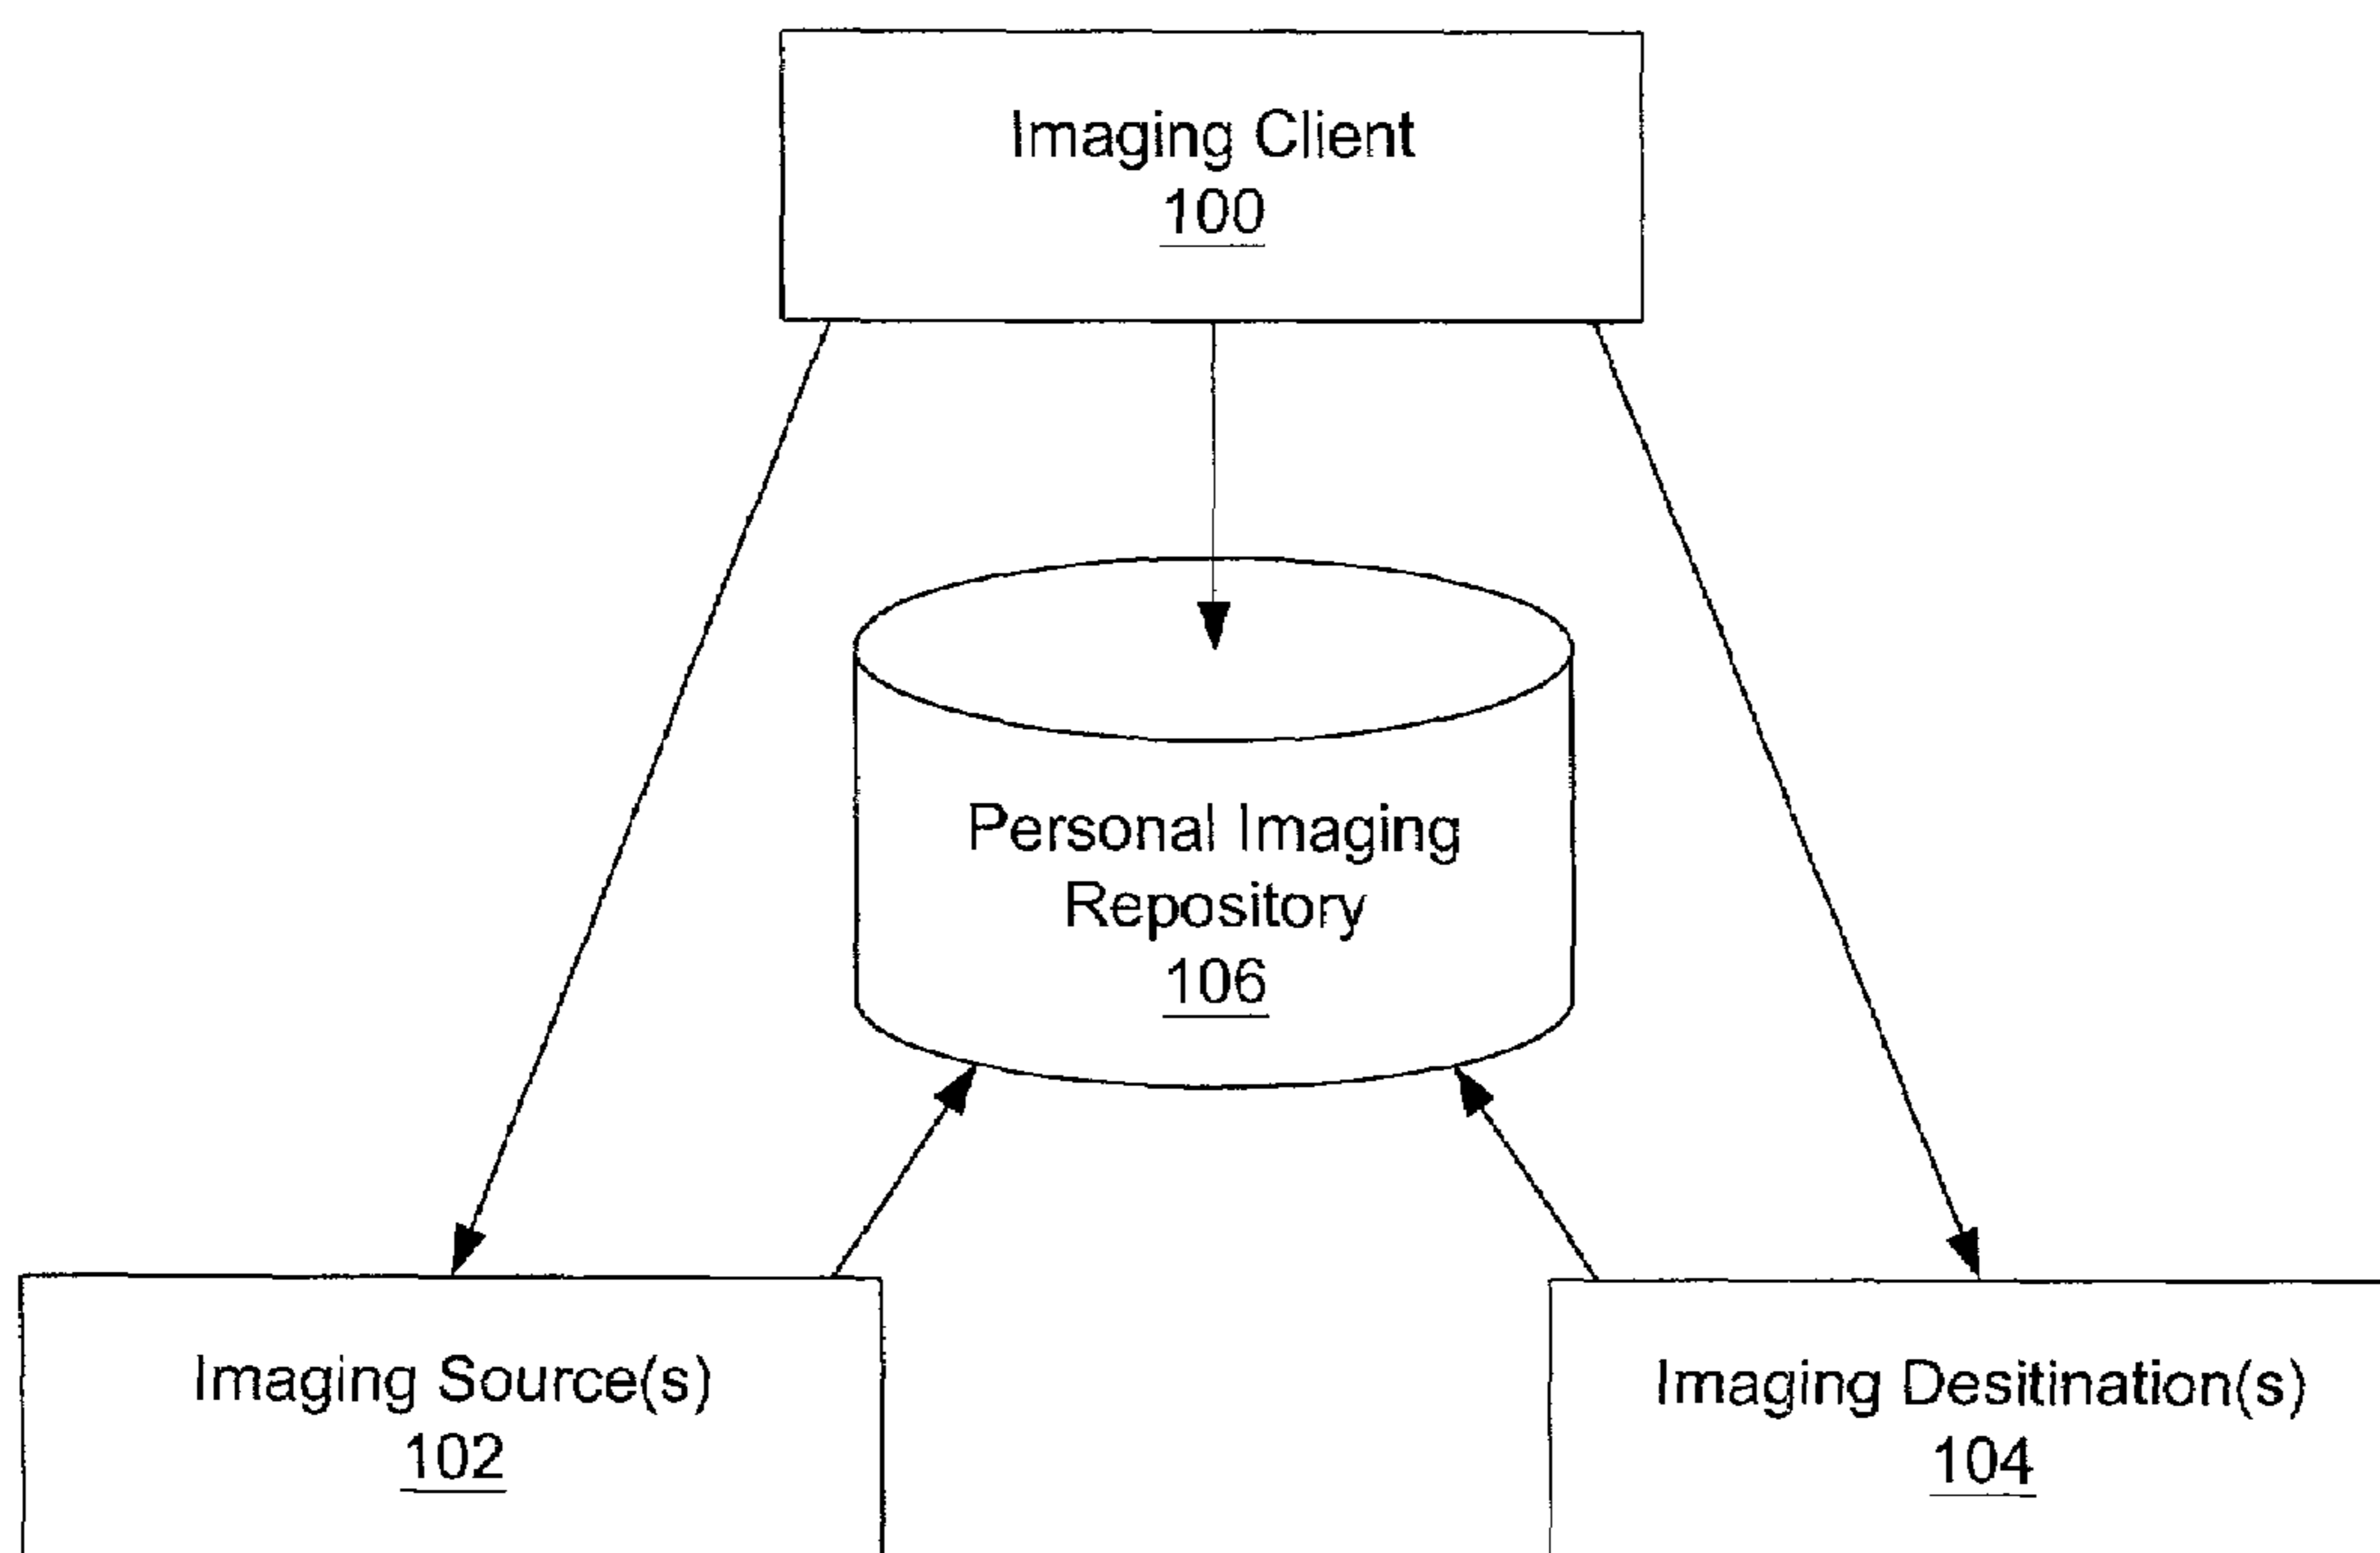 Imaging Client
100
Personal Imaging
Repository
106
Imaging Source(s)
102
Imaging Desitination(s)
104